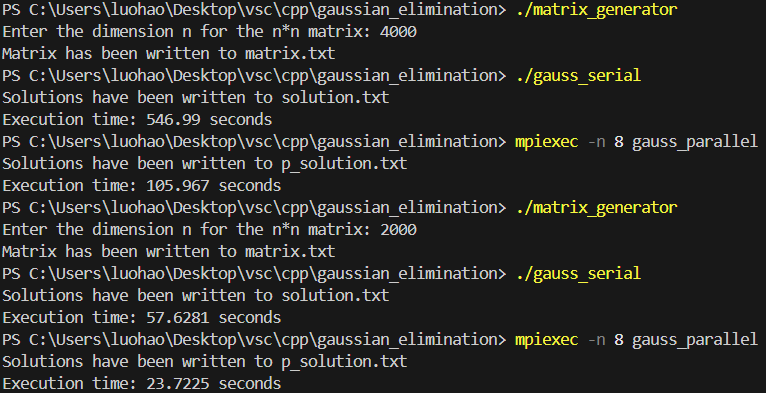 PS C:\Users\luohao\Desktop\vsc\cpp\gaussian_elimination> ./matrix_generator
Enter the dimension n for the n*n matrix: 4000
Matrix has been written to matrix.txt
PS C:\Users\luohao\Desktop\vsc\cpp\gaussian_elimination> ./gauss_serial
Solutions have been written to solution.txt
Execution time: 546.99 seconds
PS C:\Users\luohao\Desktop\vsc\cpp\gaussian_elimination> mpiexec -n 8 gauss_parallel
Solutions have been written to p_solution.txt
Execution time: 105.967 seconds
PS C:\Users\luohao\Desktop\vsc\cpp\gaussian_elimination> ./matrix_generator
Enter the dimension n for the n*n matrix: 2000
Matrix has been written to matrix.txt
PS C:\Users\luohao\Desktop\vsc\cpp\gaussian_elimination> ./gauss_serial
Solutions have been written to solution.txt
Execution time: 57.6281 seconds
PS C:\Users\luohao\Desktop\vsc\cpp\gaussian_elimination> mpiexec -n 8 gauss_parallel
Solutions have been written to p_solution.txt
Execution time: 23.7225 seconds